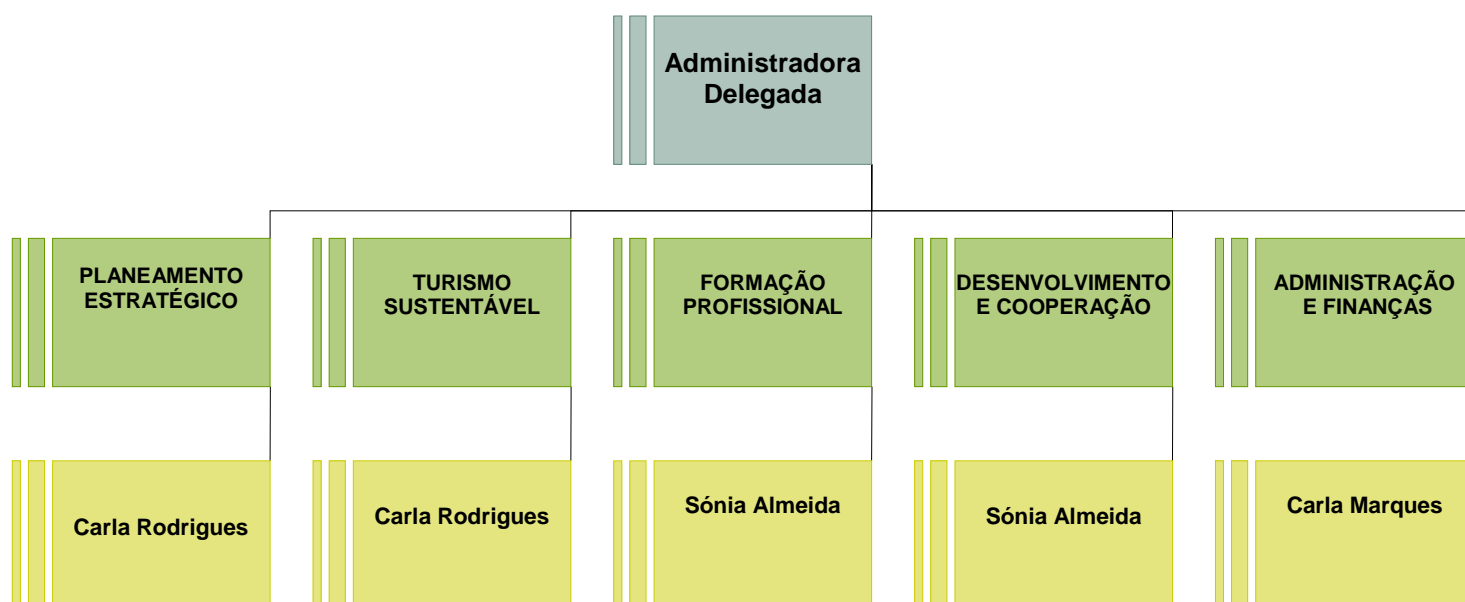 Administradora
Delegada
PLANEAMENTO
ESTRATÉGICO
TURISMO
SUSTENTÁVEL
FORMAÇÃO
PROFISSIONAL
DESENVOLVIMENTO
E COOPERAÇÃO
ADMINISTRAÇÃO
E FINANÇAS
Carla Rodrigues
Carla Rodrigues
Sónia Almeida
Sónia Almeida
Carla Marques